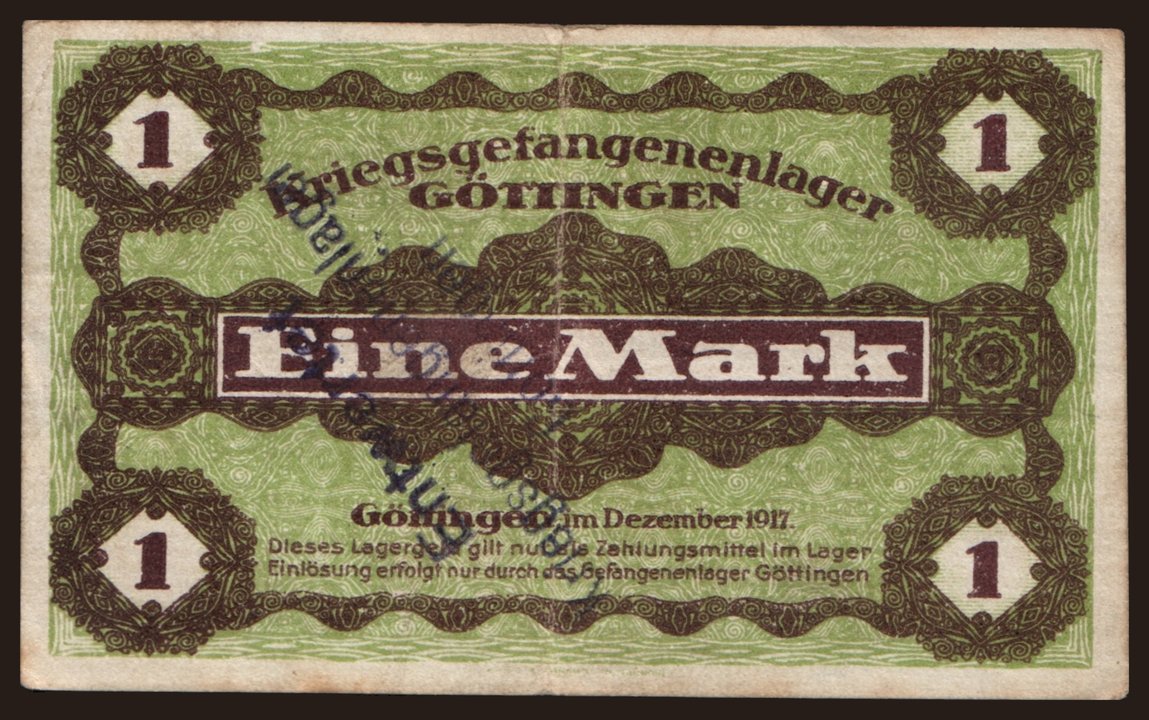 1 1
Kriegsgefangenenlager
GÖTTINGEN
Eine Mark
Göttingen, im Dezember 1917.
Dieses Lagergeld gilt nur als Zahlungsmittel im Lager
Einlösung erfolgt nur durch das Gefangenenlager Göttingen
1 1
Entwertet